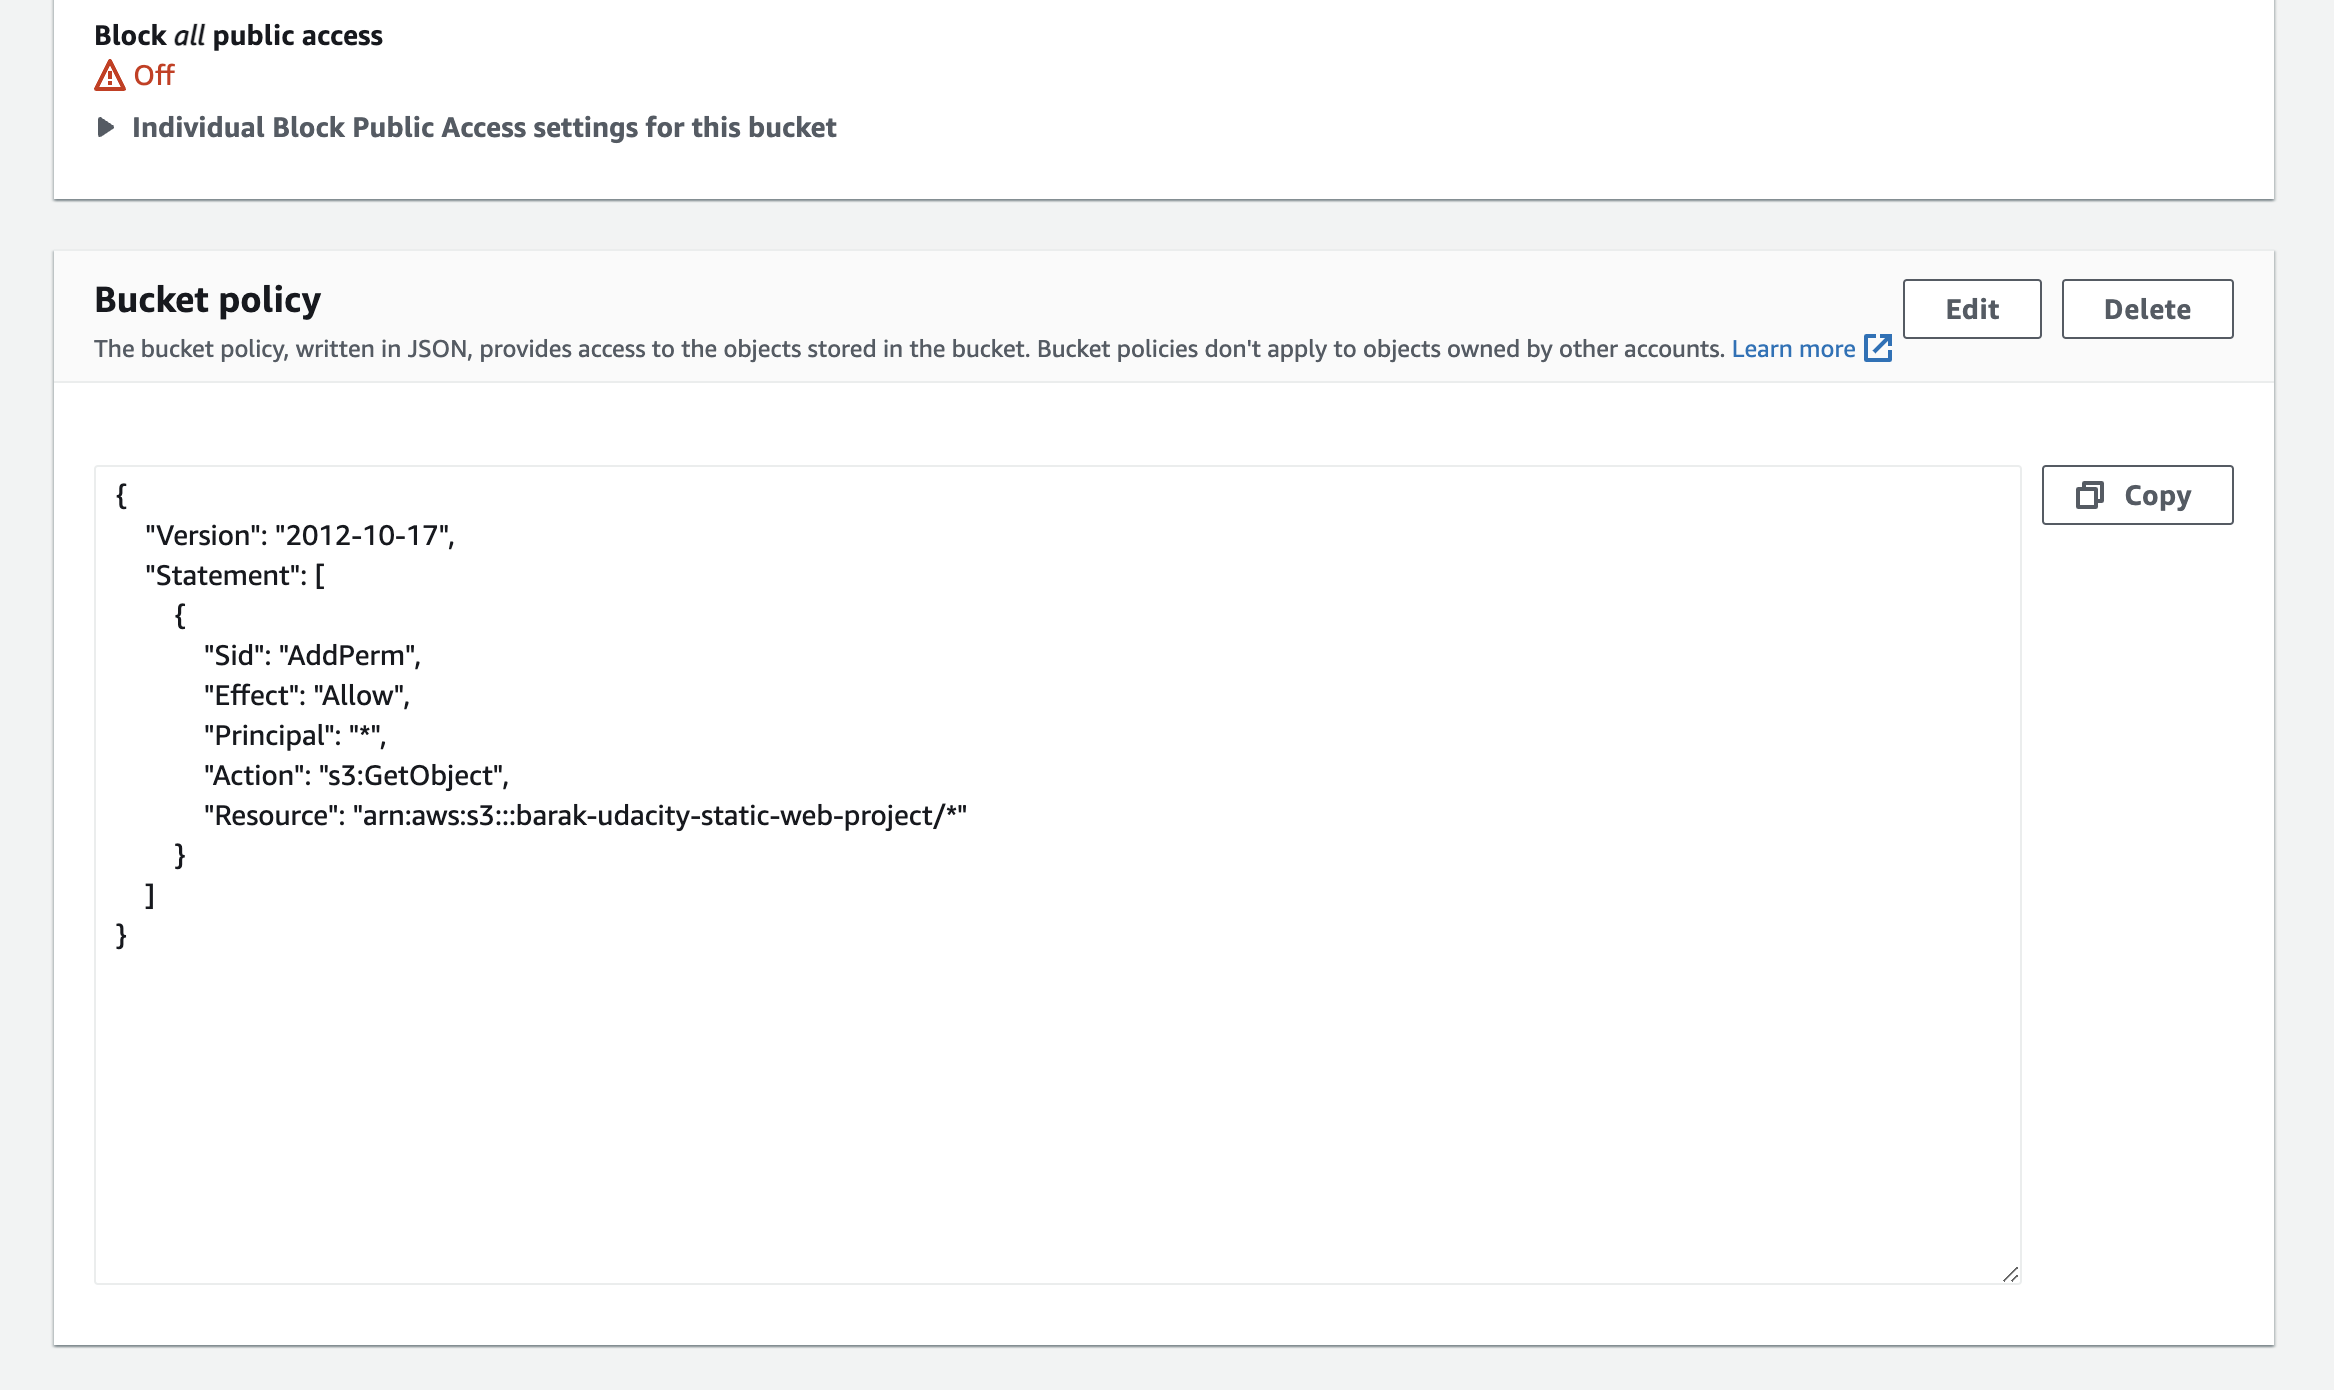 Block all public access
Off
Individual Block Public Access settings for this bucket
Bucket policy
Edit
Delete
The bucket policy, written in JSON, provides access to the objects stored in the bucket. Bucket policies don't apply to objects owned by other accounts. Learn more
Copy
{
"Version": "2012-10-17",
"Statement": [
{
"Sid": "AddPerm",
"Effect": "Allow",
"Principal": "*",
"Action": "s3:GetObject",
"Resource": "arn:aws:s3:::barak-udacity-static-web-project/*"
}
]
}